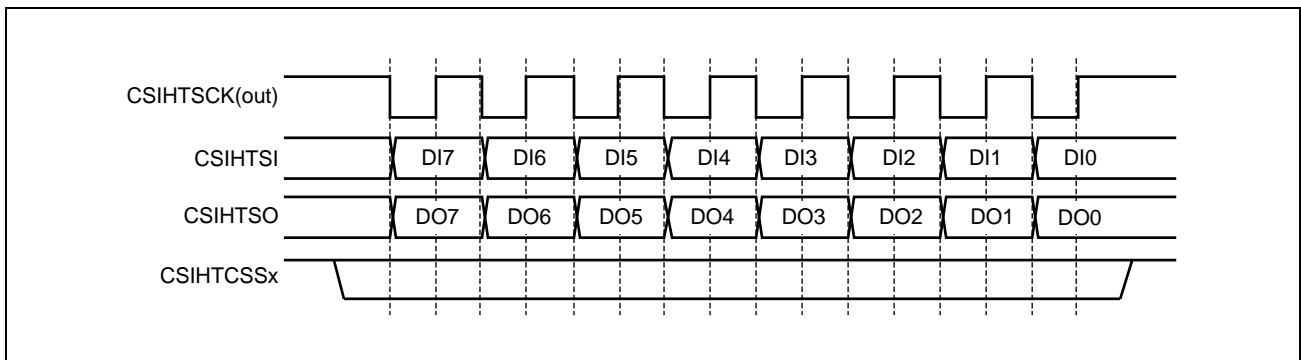 CSIHTSCK(out)
CSIHTSI DI7 DI6 DI5 DI4 DI3 DI2 DI1 DI0
CSIHTSO DO7 DO6 DO5 DO4 DO3 DO2 DO1 DO0
CSIHTCSSx